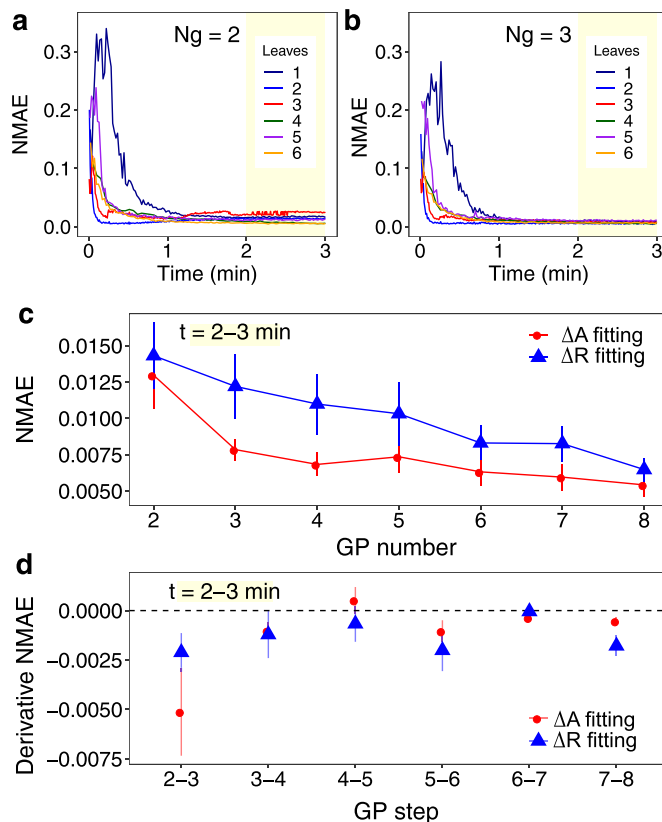 a
Ng = 2
Leaves
1
2
3
4
5
6
NMAE
0.3
0.2
0.1
0.0
0
1
2
3
Time (min)
b
Ng = 3
Leaves
1
2
3
4
5
6
NMAE
0.3
0.2
0.1
0.0
0
1
2
3
Time (min)
c
t = 2–3 min
ΔA fitting
ΔR fitting
NMAE
0.0150
0.0125
0.0100
0.0075
0.0050
2
3
4
5
6
7
8
GP number
d
t = 2–3 min
Derivative NMAE
0.0000
−0.0025
−0.0050
−0.0075
ΔA fitting
ΔR fitting
2–3
3–4
4–5
5–6
6–7
7–8
GP step